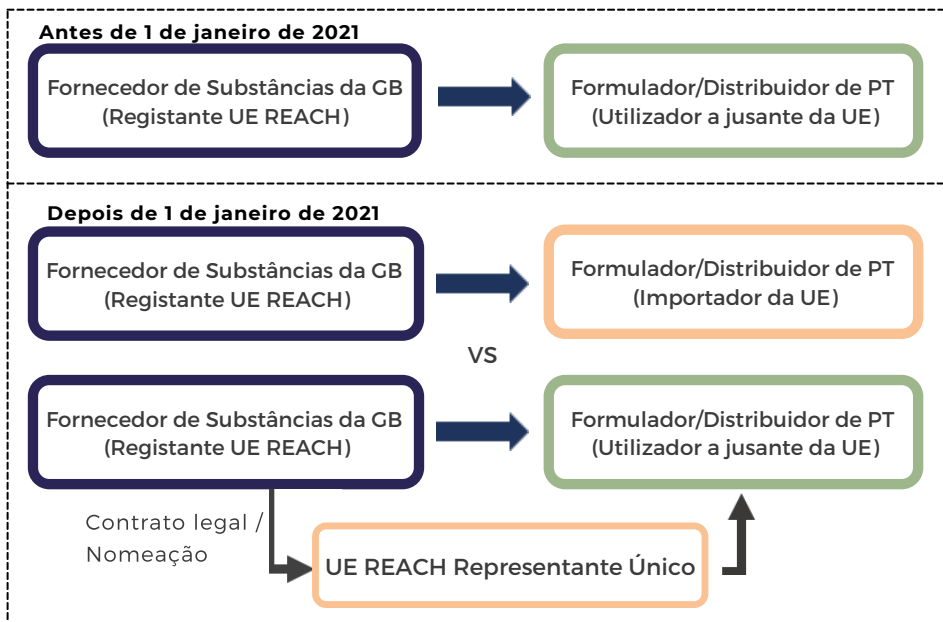 Antes de 1 de janeiro de 2021
Fornecedor de Substâncias da GB
(Registante UE REACH)
Formulador/Distribuidor de PT
(Utilizador a jusante da UE)
Depois de 1 de janeiro de 2021
Fornecedor de Substâncias da GB
(Registante UE REACH)
Formulador/Distribuidor de PT
(Importador da UE)
VS
Fornecedor de Substâncias da GB
(Registante UE REACH)
Formulador/Distribuidor de PT
(Utilizador a jusante da UE)
Contrato legal /
Nomeação
UE REACH Representante Único